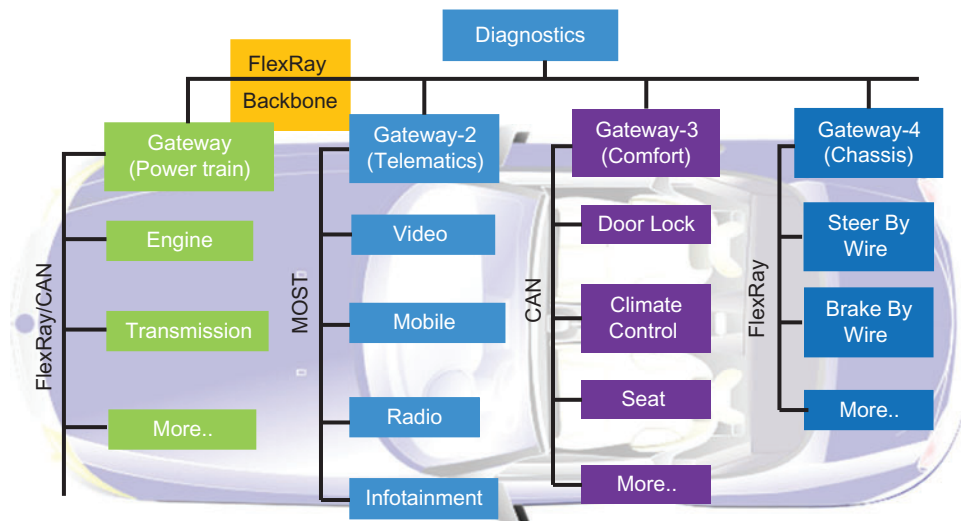 Diagnostics
FlexRay
Backbone
Gateway
(Power train)
Gateway-2
(Telematics)
Gateway-3
(Comfort)
Gateway-4
(Chassis)
FlexRay/CAN
Engine
Transmission
More..
MOST
Video
Mobile
Radio
Infotainment
CAN
Door Lock
Climate
Control
Seat
More..
FlexRay
Steer By
Wire
Brake By
Wire
More..